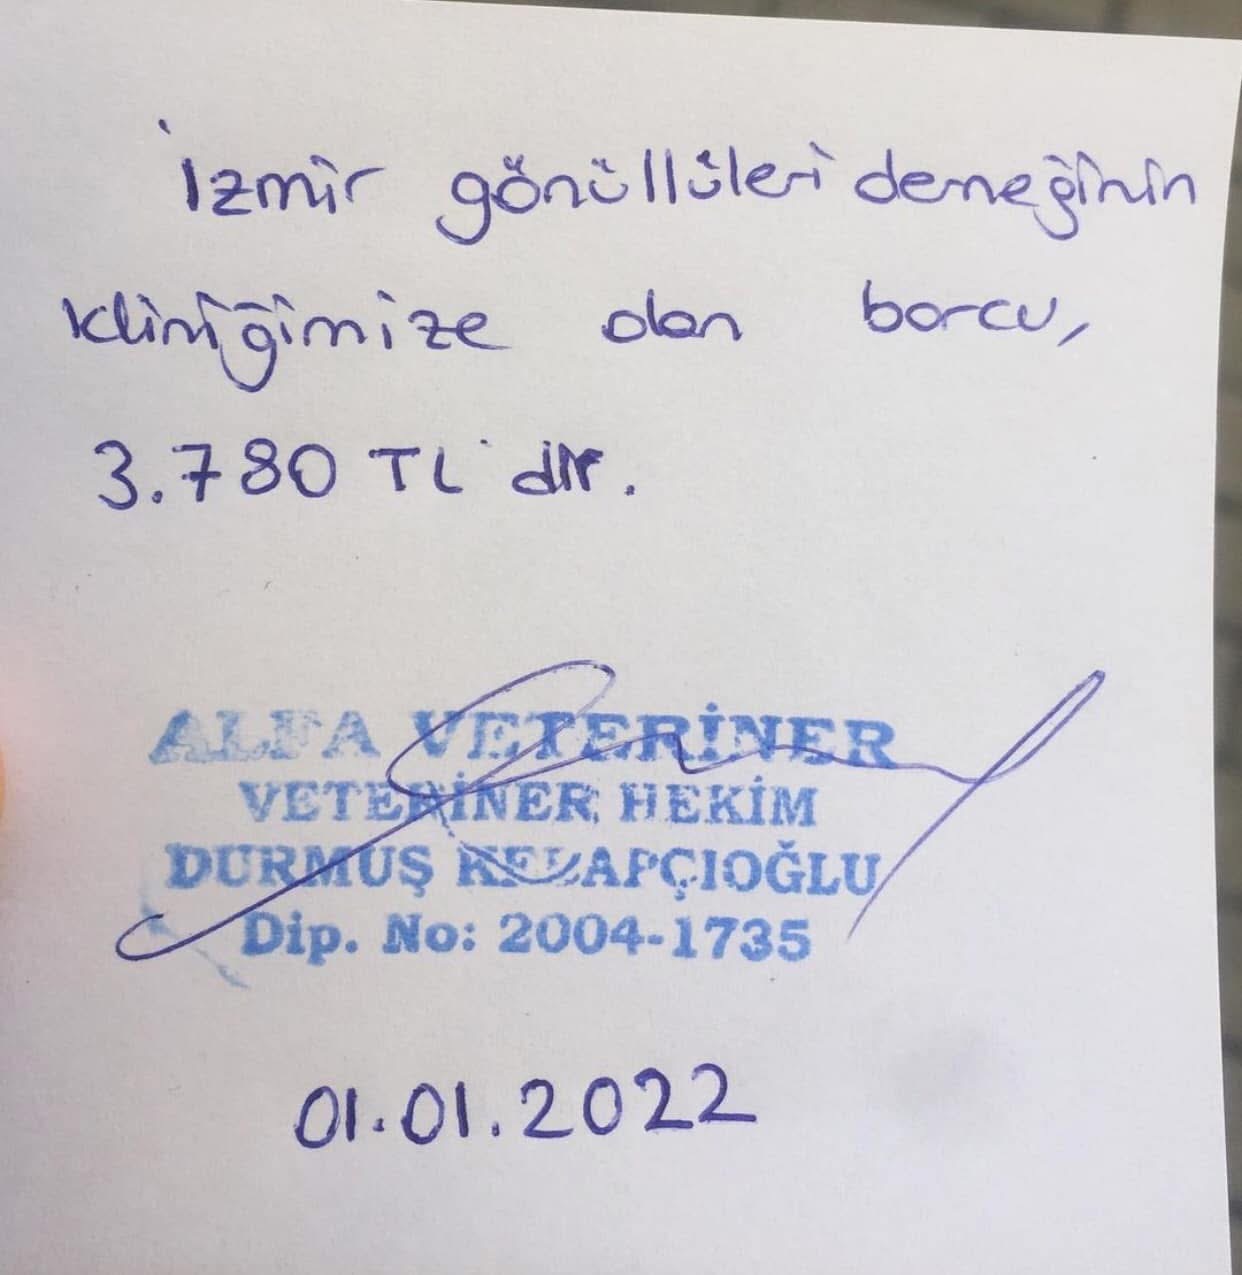 İzmir gönüllüleri derneğinin
kliniğimize olan borcu,
3.780 TL'dir.
ALFA VETERİNER
VETERİNER HEKİM
DURMUŞ
Dip. No: 2004-1735
01.01.2022